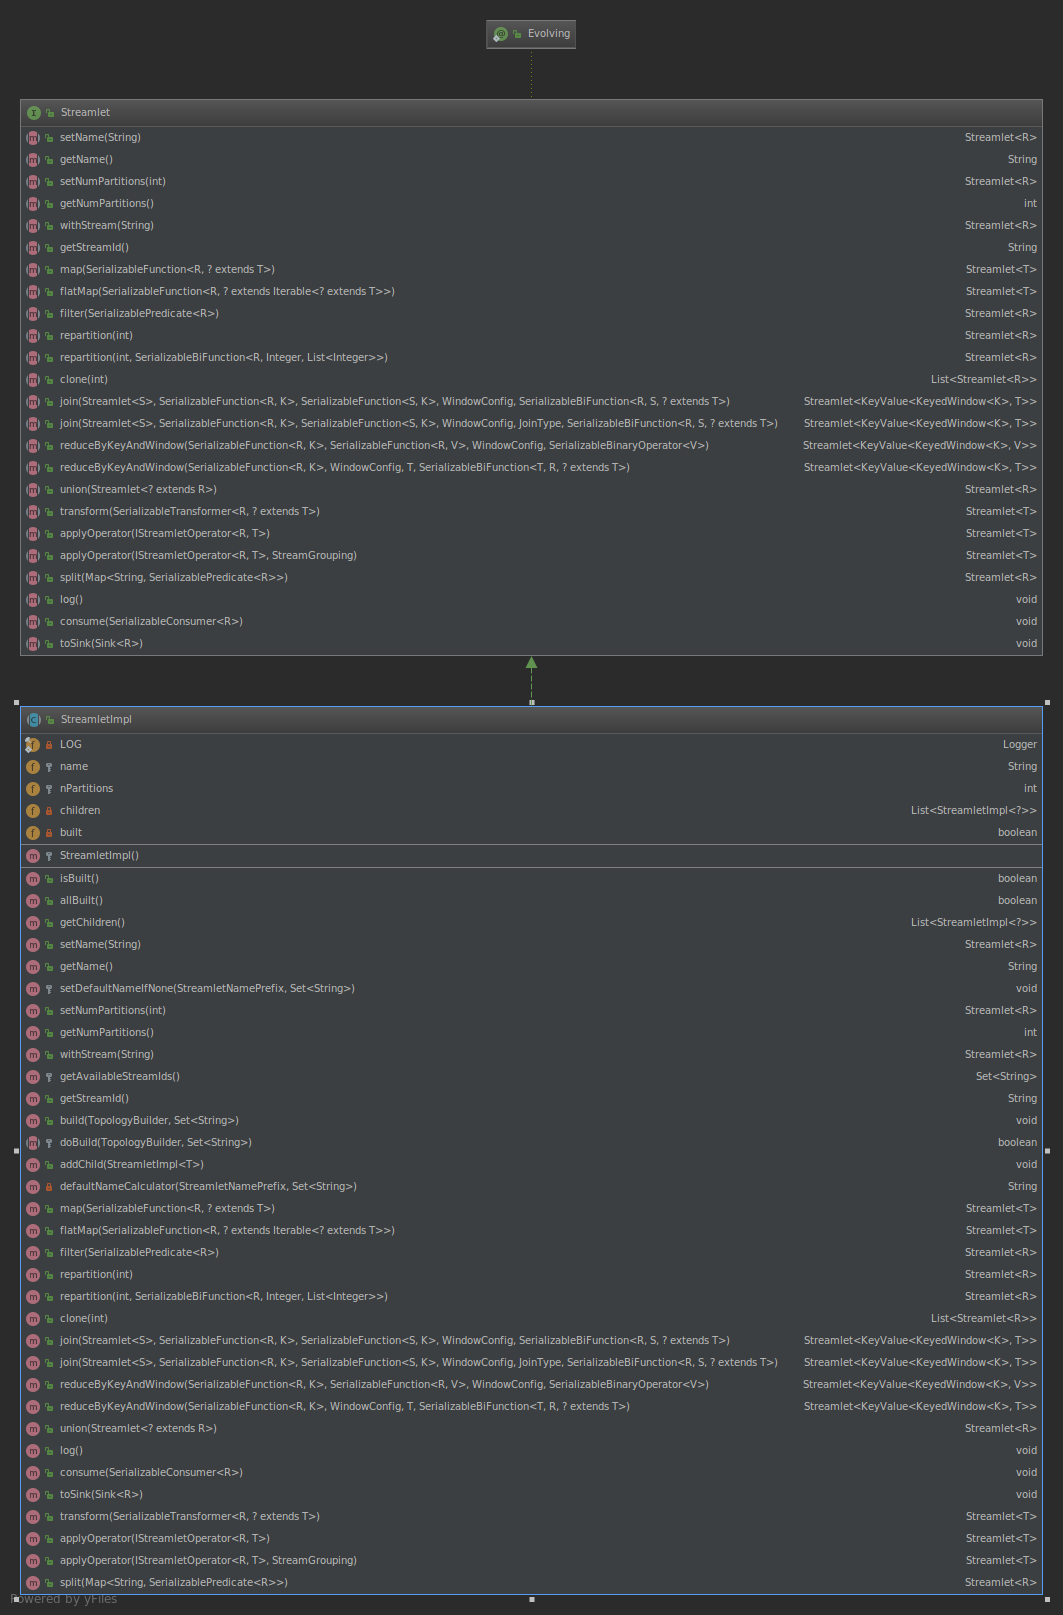 Evolving
Streamlet
setName(String) Streamlet<R>
getName() String
setNumPartitions(int) Streamlet<R>
getNumPartitions() int
withStream(String) Streamlet<R>
getStreamId() String
map(SerializableFunction<R, ? extends T>) Streamlet<T>
flatMap(SerializableFunction<R, ? extends Iterable<? extends T>>) Streamlet<T>
filter(SerializablePredicate<R>) Streamlet<R>
repartition(int) Streamlet<R>
repartition(int, SerializableBiFunction<R, Integer, List<Integer>>) Streamlet<R>
clone(int) List<Streamlet<R>>
join(Streamlet<S>, SerializableFunction<R, K>, SerializableFunction<S, K>, WindowConfig, SerializableBiFunction<R, S, ? extends T>) Streamlet<KeyValue<KeyedWindow<K>, T>>
join(Streamlet<S>, SerializableFunction<R, K>, SerializableFunction<S, K>, WindowConfig, JoinType, SerializableBiFunction<R, S, ? extends T>) Streamlet<KeyValue<KeyedWindow<K>, T>>
reduceByKeyAndWindow(SerializableFunction<R, K>, SerializableFunction<R, V>, WindowConfig, SerializableBinaryOperator<V>) Streamlet<KeyValue<KeyedWindow<K>, V>>
reduceByKeyAndWindow(SerializableFunction<R, K>, WindowConfig, T, SerializableBiFunction<T, R, ? extends T>) Streamlet<KeyValue<KeyedWindow<K>, T>>
union(Streamlet<? extends R>) Streamlet<R>
transform(SerializableTransformer<R, ? extends T>) Streamlet<T>
applyOperator(IStreamletOperator<R, T>) Streamlet<T>
applyOperator(IStreamletOperator<R, T>, StreamGrouping) Streamlet<T>
split(Map<String, SerializablePredicate<R>>) Streamlet<R>
log() void
consume(SerializableConsumer<R>) void
toSink(Sink<R>) void
StreamletImpl
LOG Logger
name String
nPartitions int
children List<StreamletImpl<?>>
built boolean
StreamletImpl()
isBuilt() boolean
allBuilt() boolean
getChildren() List<StreamletImpl<?>>
setName(String) Streamlet<R>
getName() String
setDefaultNameIfNone(StreamletNamePrefix, Set<String>) void
setNumPartitions(int) Streamlet<R>
getNumPartitions() int
withStream(String) Streamlet<R>
getAvailableStreamIds() Set<String>
getStreamId() String
build(TopologyBuilder, Set<String>) void
doBuild(TopologyBuilder, Set<String>) boolean
addChild(StreamletImpl<T>) void
defaultNameCalculator(StreamletNamePrefix, Set<String>) String
map(SerializableFunction<R, ? extends T>) Streamlet<T>
flatMap(SerializableFunction<R, ? extends Iterable<? extends T>>) Streamlet<T>
filter(SerializablePredicate<R>) Streamlet<R>
repartition(int) Streamlet<R>
repartition(int, SerializableBiFunction<R, Integer, List<Integer>>) Streamlet<R>
clone(int) List<Streamlet<R>>
join(Streamlet<S>, SerializableFunction<R, K>, SerializableFunction<S, K>, WindowConfig, SerializableBiFunction<R, S, ? extends T>) Streamlet<KeyValue<KeyedWindow<K>, T>>
join(Streamlet<S>, SerializableFunction<R, K>, SerializableFunction<S, K>, WindowConfig, JoinType, SerializableBiFunction<R, S, ? extends T>) Streamlet<KeyValue<KeyedWindow<K>, T>>
reduceByKeyAndWindow(SerializableFunction<R, K>, SerializableFunction<R, V>, WindowConfig, SerializableBinaryOperator<V>) Streamlet<KeyValue<KeyedWindow<K>, V>>
reduceByKeyAndWindow(SerializableFunction<R, K>, WindowConfig, T, SerializableBiFunction<T, R, ? extends T>) Streamlet<KeyValue<KeyedWindow<K>, T>>
union(Streamlet<? extends R>) Streamlet<R>
log() void
consume(SerializableConsumer<R>) void
toSink(Sink<R>) void
transform(SerializableTransformer<R, ? extends T>) Streamlet<T>
applyOperator(IStreamletOperator<R, T>) Streamlet<T>
applyOperator(IStreamletOperator<R, T>, StreamGrouping) Streamlet<T>
split(Map<String, SerializablePredicate<R>>) Streamlet<R>
Powered by yFiles